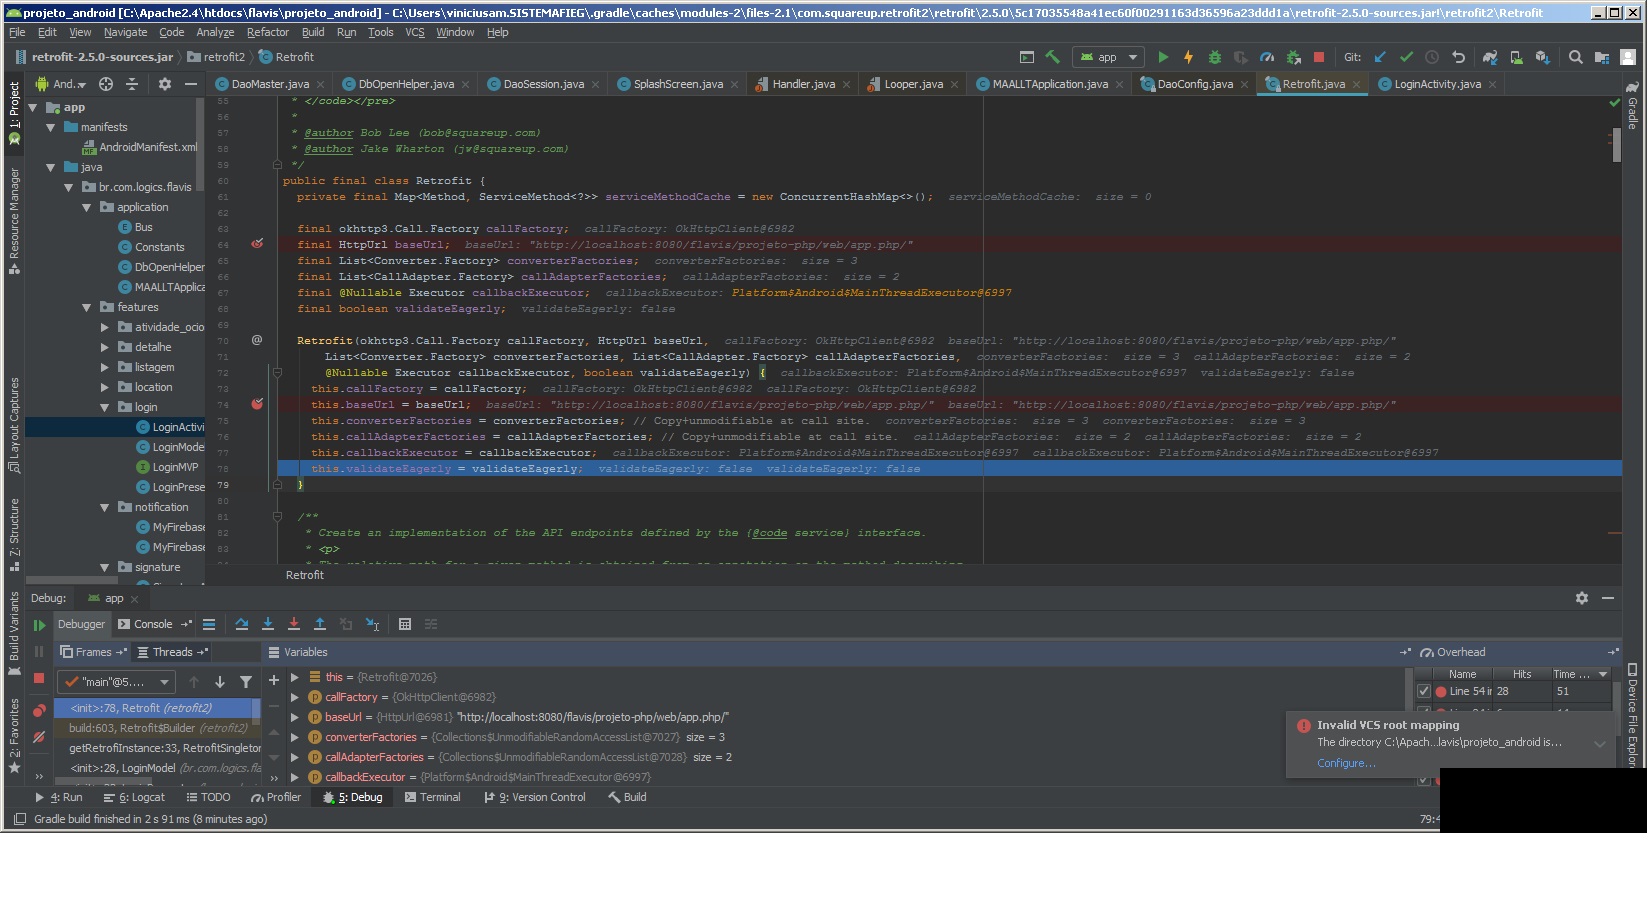 projeto_android [C:\Apache2.4\htdocs\flavis\projeto_android] - C:\Users\viniciusam.SISTEMAFIEG\.gradle\caches\modules-2\files-2.1\com.squareup.retrofit2\retrofit\2.5.0\5c17035548a41ec60f00291163d36596a23ddd1a\retrofit-2.5.0-sources.jar!\retrofit2\Retrofit
File Edit View Navigate Code Analyze Refactor Build Run Tools VCS Window Help
retrofit-2.5.0-sources.jar retrofit2 Retrofit app Git:
And... DaoMaster.java DbOpenHelper.java DaoSession.java SplashScreen.java Handler.java Looper.java MAALLTApplication.java DaoConfig.java Retrofit.java LoginActivity.java
1: Project
Resource Manager
Layout Captures
7: Structure
Build Variants
2: Favorites
Gradle
Device File Explor
app
manifests
AndroidManifest.xml
java
br.com.logics.flavis
application
Bus
Constants
DbOpenHelper
MAALLTApplica
features
atividade_ocio
detalhe
listagem
location
login
LoginActivi
LoginMode
LoginMVP
LoginPrese
notification
MyFirebase
MyFirebase
signature
55 * </code></pre>
56 *
57 * @author Bob Lee (bob@squareup.com)
58 * @author Jake Wharton (jw@squareup.com)
59 */
60 public final class Retrofit {
61 private final Map<Method, ServiceMethod<?>> serviceMethodCache = new ConcurrentHashMap<>(); serviceMethodCache: size = 0
62
63 final okhttp3.Call.Factory callFactory; callFactory: OkHttpClient@6982
64 final HttpUrl baseUrl; baseUrl: "http://localhost:8080/flavis/projeto-php/web/app.php/"
65 final List<Converter.Factory> converterFactories; converterFactories: size = 3
66 final List<CallAdapter.Factory> callAdapterFactories; callAdapterFactories: size = 2
67 final @Nullable Executor callbackExecutor; callbackExecutor: Platform$Android$MainThreadExecutor@6997
68 final boolean validateEagerly; validateEagerly: false
69
70 @ Retrofit(okhttp3.Call.Factory callFactory, HttpUrl baseUrl, callFactory: OkHttpClient@6982 baseUrl: "http://localhost:8080/flavis/projeto-php/web/app.php/"
71 List<Converter.Factory> converterFactories, List<CallAdapter.Factory> callAdapterFactories, converterFactories: size = 3 callAdapterFactories: size = 2
72 @Nullable Executor callbackExecutor, boolean validateEagerly) { callbackExecutor: Platform$Android$MainThreadExecutor@6997 validateEagerly: false
73 this.callFactory = callFactory; callFactory: OkHttpClient@6982 callFactory: OkHttpClient@6982
74 this.baseUrl = baseUrl; baseUrl: "http://localhost:8080/flavis/projeto-php/web/app.php/" baseUrl: "http://localhost:8080/flavis/projeto-php/web/app.php/"
75 this.converterFactories = converterFactories; // Copy+unmodifiable at call site. converterFactories: size = 3 converterFactories: size = 3
76 this.callAdapterFactories = callAdapterFactories; // Copy+unmodifiable at call site. callAdapterFactories: size = 2 callAdapterFactories: size = 2
77 this.callbackExecutor = callbackExecutor; callbackExecutor: Platform$Android$MainThreadExecutor@6997 callbackExecutor: Platform$Android$MainThreadExecutor@6997
78 this.validateEagerly = validateEagerly; validateEagerly: false validateEagerly: false
79 }
80
81 /**
82 * Create an implementation of the API endpoints defined by the {@code service} interface.
83 * <p>
Retrofit
Debug: app
Debugger Console
Frames Threads Variables Overhead
"main"@5....
<init>:78, Retrofit (retrofit2)
build:603, Retrofit$Builder (retrofit2)
getRetrofInstance:33, RetrofitSingleton
<init>:28, LoginModel (br.com.logics.fla
this = {Retrofit@7026}
callFactory = {OkHttpClient@6982}
baseUrl = {HttpUrl@6981} "http://localhost:8080/flavis/projeto-php/web/app.php/"
converterFactories = {Collections$UnmodifiableRandomAccessList@7027} size = 3
callAdapterFactories = {Collections$UnmodifiableRandomAccessList@7028} size = 2
callbackExecutor = {Platform$Android$MainThreadExecutor@6997}
Name Hits Time ...
Line 54 in 28 51
Invalid VCS root mapping
The directory C:\Apach...lavis\projeto_android is...
Configure...
4: Run 6: Logcat TODO Profiler 5: Debug Terminal 9: Version Control Build
Gradle build finished in 2 s 91 ms (8 minutes ago)
79:4